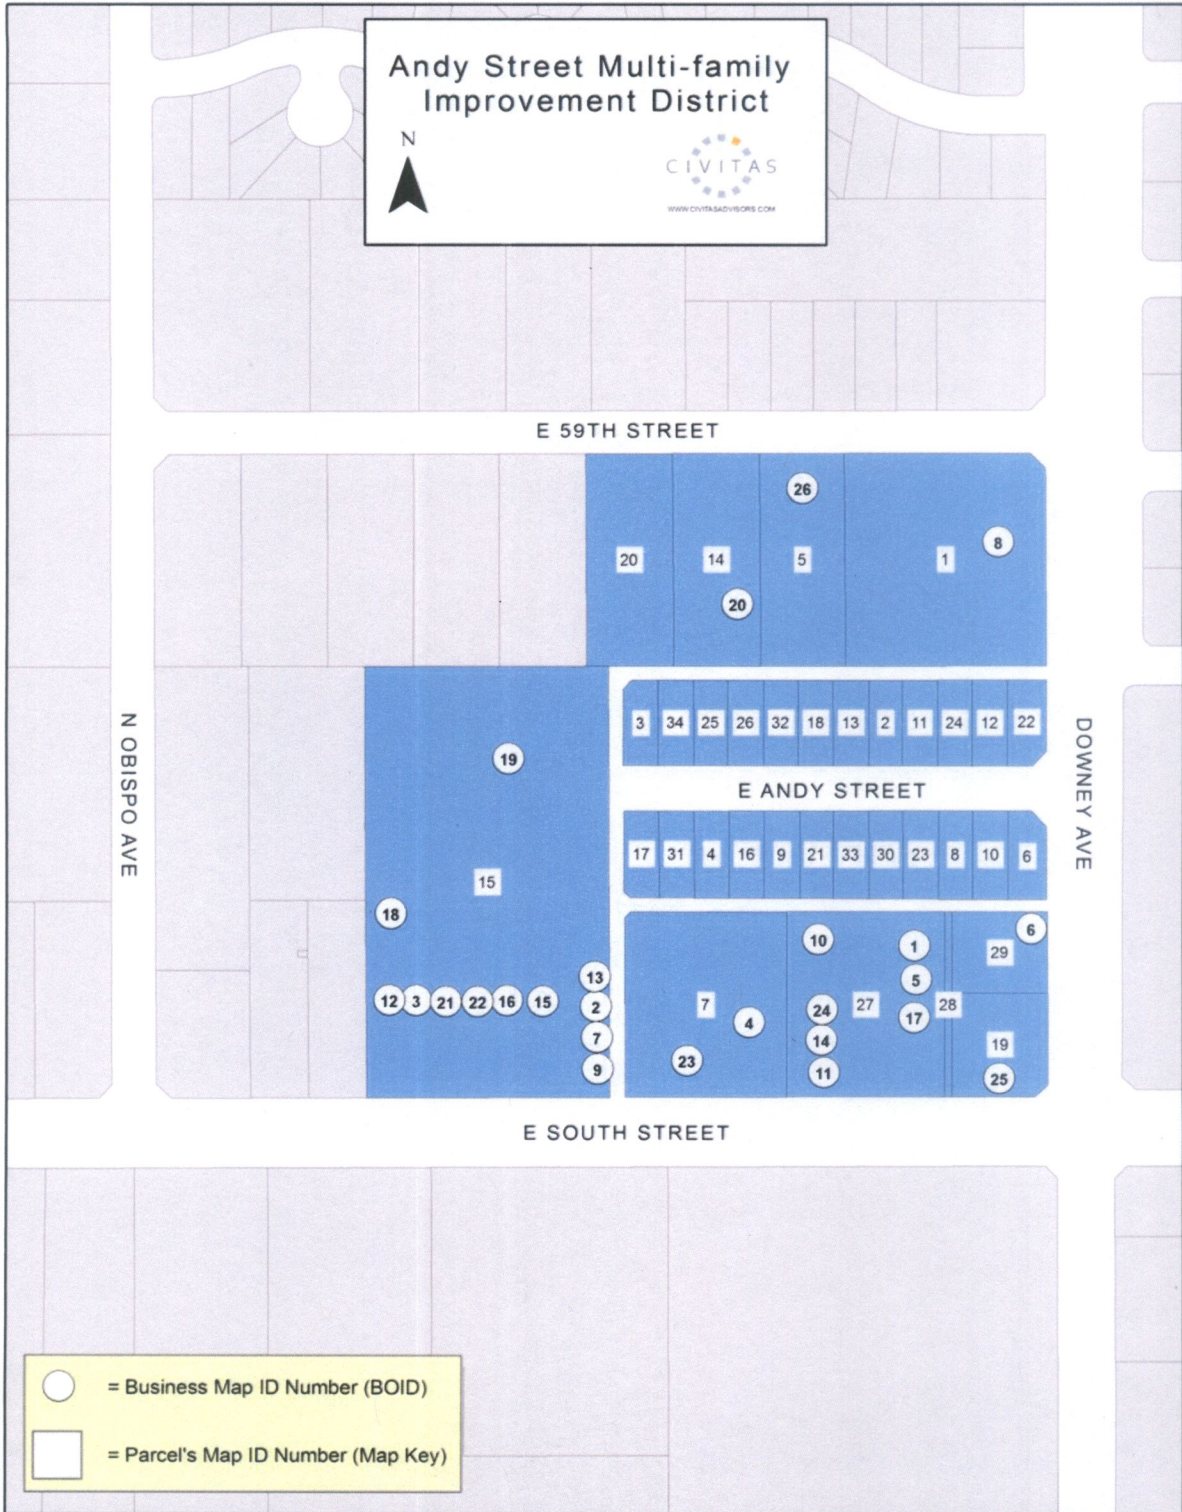 Andy Street Multi-family
Improvement District
N
CIVITAS
WWW.CIVITASADVISORS.COM
E 59TH STREET
26
8
20 14 5 1
20
3 34 25 26 32 18 13 2 11 24 12 22
N OBISPO AVE
DOWNEY AVE
19
E ANDY STREET
17 31 4 16 9 21 33 30 23 8 10 6
15
18
6
10 1
29
13
5
12 3 21 22 16 15
2
7
27 28
24
17
4
7
14
19
23
9
11
25
E SOUTH STREET
= Business Map ID Number (BOID)
= Parcel's Map ID Number (Map Key)